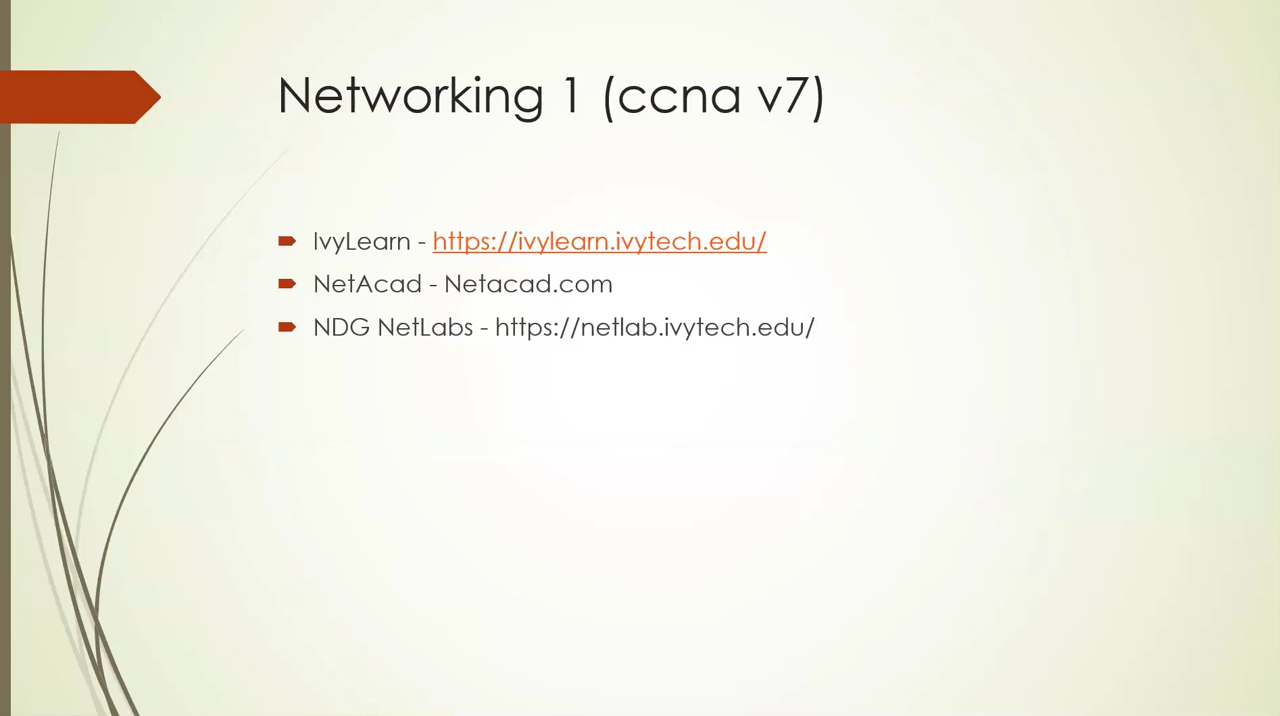 Networking 1 (ccna v7)
IvyLearn - https://ivylearn.ivytech.edu/
NetAcad - Netacad.com
NDG NetLabs - https://netlab.ivytech.edu/